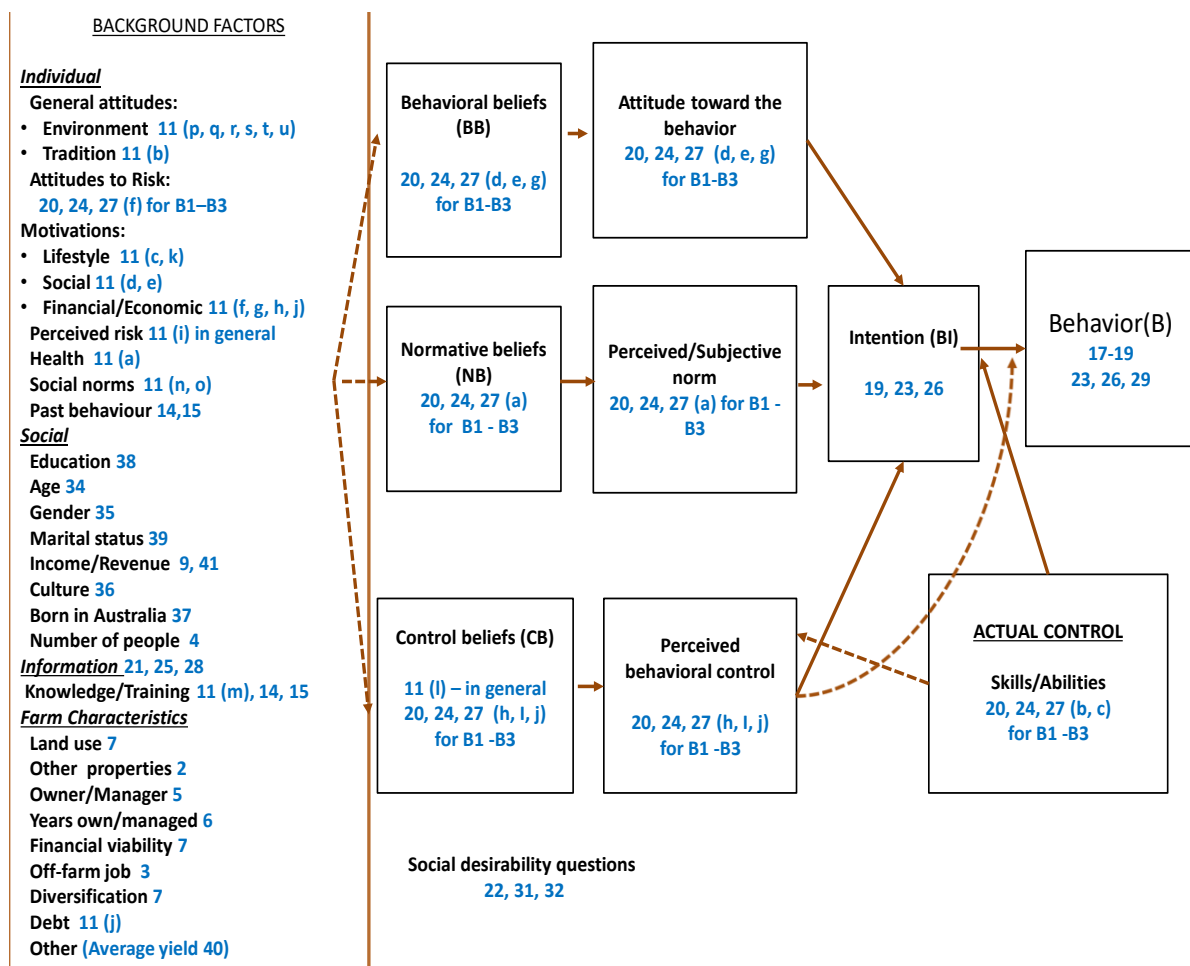 BACKGROUND FACTORS
Individual
General attitudes:
• Environment 11 (p, q, r, s, t, u)
• Tradition 11 (b)
Attitudes to Risk:
20, 24, 27 (f) for B1–B3
Motivations:
• Lifestyle 11 (c, k)
• Social 11 (d, e)
• Financial/Economic 11 (f, g, h, j)
Perceived risk 11 (i) in general
Health 11 (a)
Social norms 11 (n, o)
Past behaviour 14,15
Social
Education 38
Age 34
Gender 35
Marital status 39
Income/Revenue 9, 41
Culture 36
Born in Australia 37
Number of people 4
Information 21, 25, 28
Knowledge/Training 11 (m), 14, 15
Farm Characteristics
Land use 7
Other properties 2
Owner/Manager 5
Years own/managed 6
Financial viability 7
Off-farm job 3
Diversification 7
Debt 11 (j)
Other (Average yield 40)
Behavioral beliefs
(BB)
20, 24, 27 (d, e, g)
for B1-B3
Attitude toward the
behavior
20, 24, 27 (d, e, g)
for B1-B3
Normative beliefs
(NB)
20, 24, 27 (a)
for B1 - B3
Perceived/Subjective
norm
20, 24, 27 (a) for B1 -
B3
Intention (BI)
19, 23, 26
Behavior(B)
17-19
23, 26, 29
Control beliefs (CB)
11 (l) – in general
20, 24, 27 (h, I, j)
for B1 -B3
Perceived
behavioral control
20, 24, 27 (h, I, j)
for B1 -B3
ACTUAL CONTROL
Skills/Abilities
20, 24, 27 (b, c)
for B1 -B3
Social desirability questions
22, 31, 32